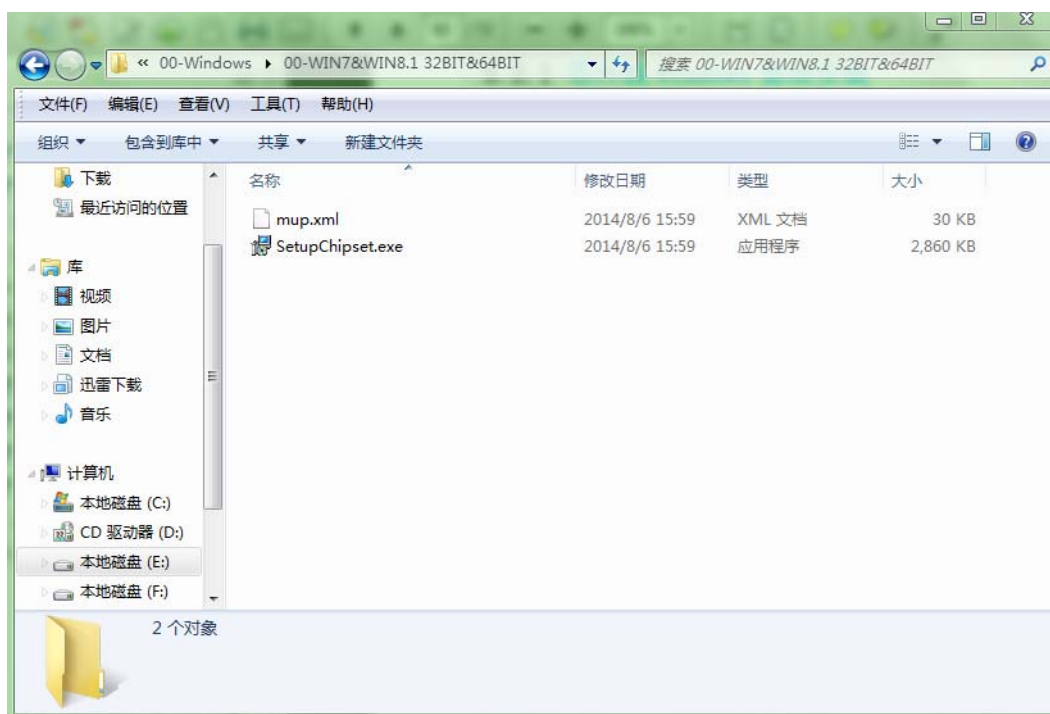 « 00-Windows ▸ 00-WIN7&WIN8.1 32BIT&64BIT
搜索 00-WIN7&WIN8.1 32BIT&64BIT
文件(F) 编辑(E) 查看(V) 工具(T) 帮助(H)
组织 包含到库中 共享 新建文件夹
下载
最近访问的位置
库
视频
图片
文档
迅雷下载
音乐
计算机
本地磁盘 (C:)
CD 驱动器 (D:)
本地磁盘 (E:)
本地磁盘 (F:)
名称 修改日期 类型 大小
mup.xml 2014/8/6 15:59 XML 文档 30 KB
SetupChipset.exe 2014/8/6 15:59 应用程序 2,860 KB
2 个对象